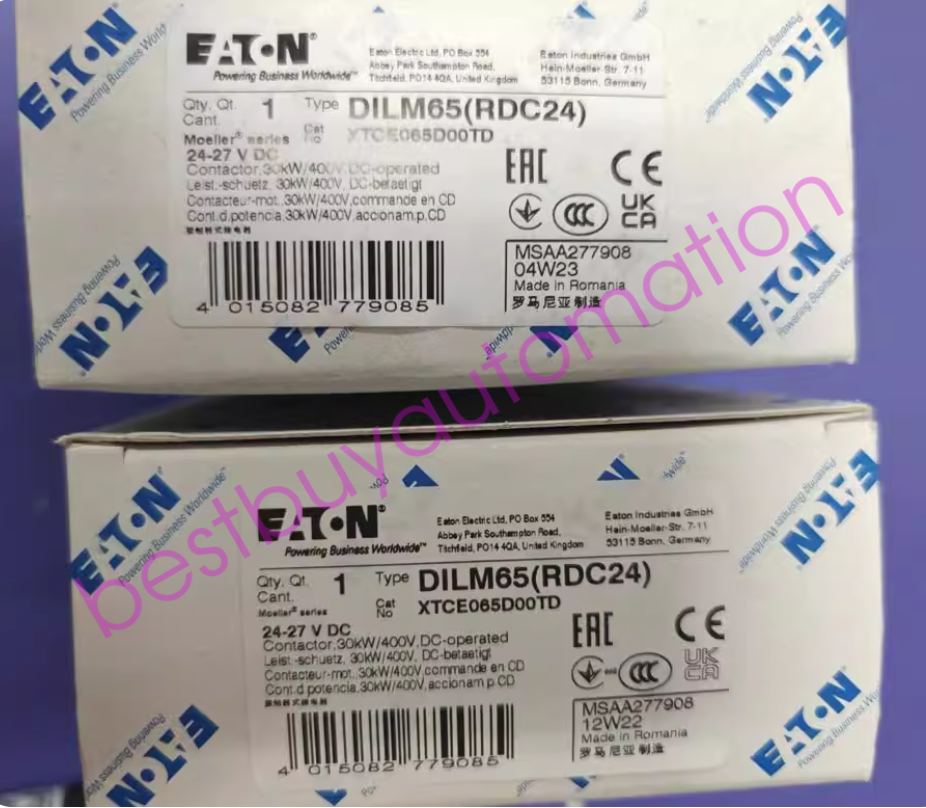 EATON
Powering Business Worldwide™
Eaton Electric Ltd, PO Box 554
Abbey Park Southampton Road,
Titchfield, PO14 4QA, United Kingdom
Eaton Industries GmbH
Hein-Moeller-Str. 7-11
53115 Bonn, Germany
Qty. Qt. 1 Type DILM65(RDC24)
Cant.
Moeller® series Cat No XTCE065D00TD
24-27 V DC
Contactor,30kW/400V,DC-operated
Leist.-schuetz, 30kW/400V, DC-betaetigt
Contacteur-mot.,30kW/400V,commande en CD
Cont.d.potencia,30kW/400V,accionam.p.CD
EAC CE
CCC UK CA
MSAA277908
04W23
Made in Romania
罗马尼亚制造
4 015082 779085
bestbuyautomation
EATON
Powering Business Worldwide™
Eaton Electric Ltd, PO Box 554
Abbey Park Southampton Road,
Titchfield, PO14 4QA, United Kingdom
Eaton Industries GmbH
Hein-Moeller-Str. 7-11
53115 Bonn, Germany
Qty. Qt. 1 Type DILM65(RDC24)
Cant.
Moeller® series Cat No XTCE065D00TD
24-27 V DC
Contactor,30kW/400V,DC-operated
Leist.-schuetz, 30kW/400V, DC-betaetigt
Contacteur-mot.,30kW/400V,commande en CD
Cont.d.potencia,30kW/400V,accionam.p.CD
EAC CE
CCC UK CA
MSAA277908
12W22
Made in Romania
罗马尼亚制造
4 015082 779085